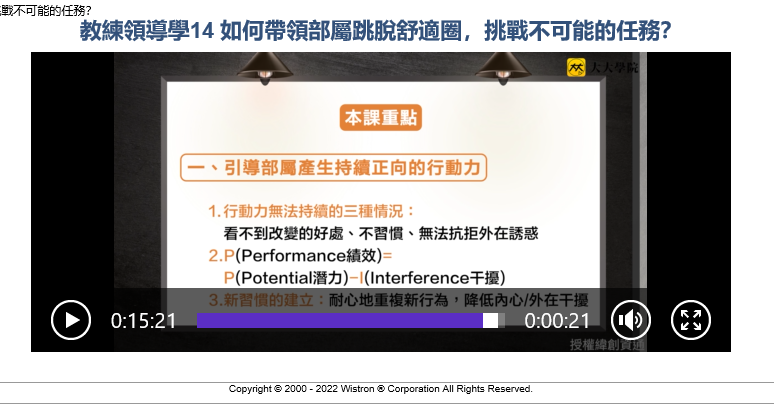 戰不可能的任務?
教練領導學14 如何帶領部屬跳脫舒適圈，挑戰不可能的任務?
大大學院
本課重點
一、引導部屬產生持續正向的行動力
1.行動力無法持續的三種情況：
看不到改變的好處、不習慣、無法抗拒外在誘惑
2.P(Performance績效)=
P(Potential潛力)-I(Interference干擾)
3.新習慣的建立：耐心地重複新行為，降低內心/外在干擾
0:15:21
0:00:21
授權緯創資通
Copyright © 2000 - 2022 Wistron ® Corporation All Rights Reserved.